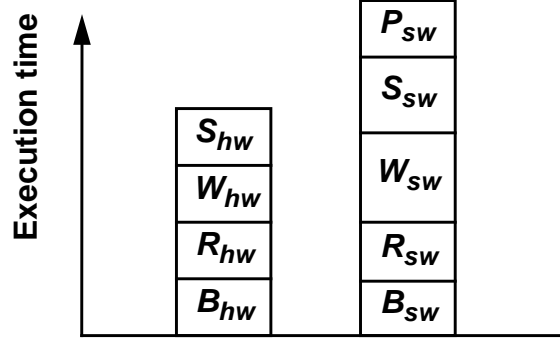 Execution time
S_hw
W_hw
R_hw
B_hw
P_sw
S_sw
W_sw
R_sw
B_sw